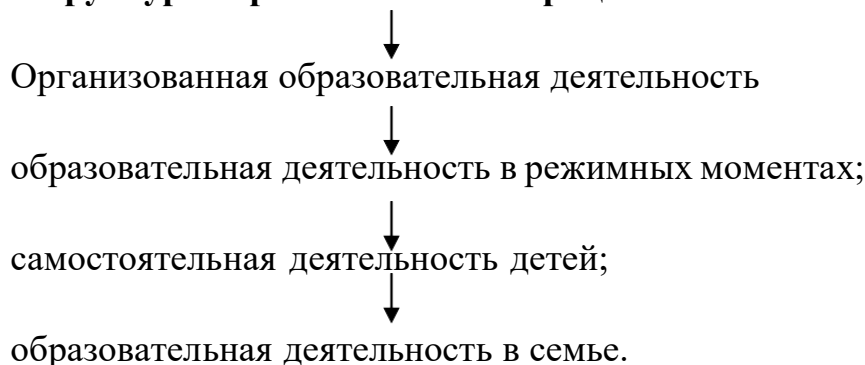 Организованная образовательная деятельность
образовательная деятельность в режимных моментах;
самостоятельная деятельность детей;
образовательная деятельность в семье.